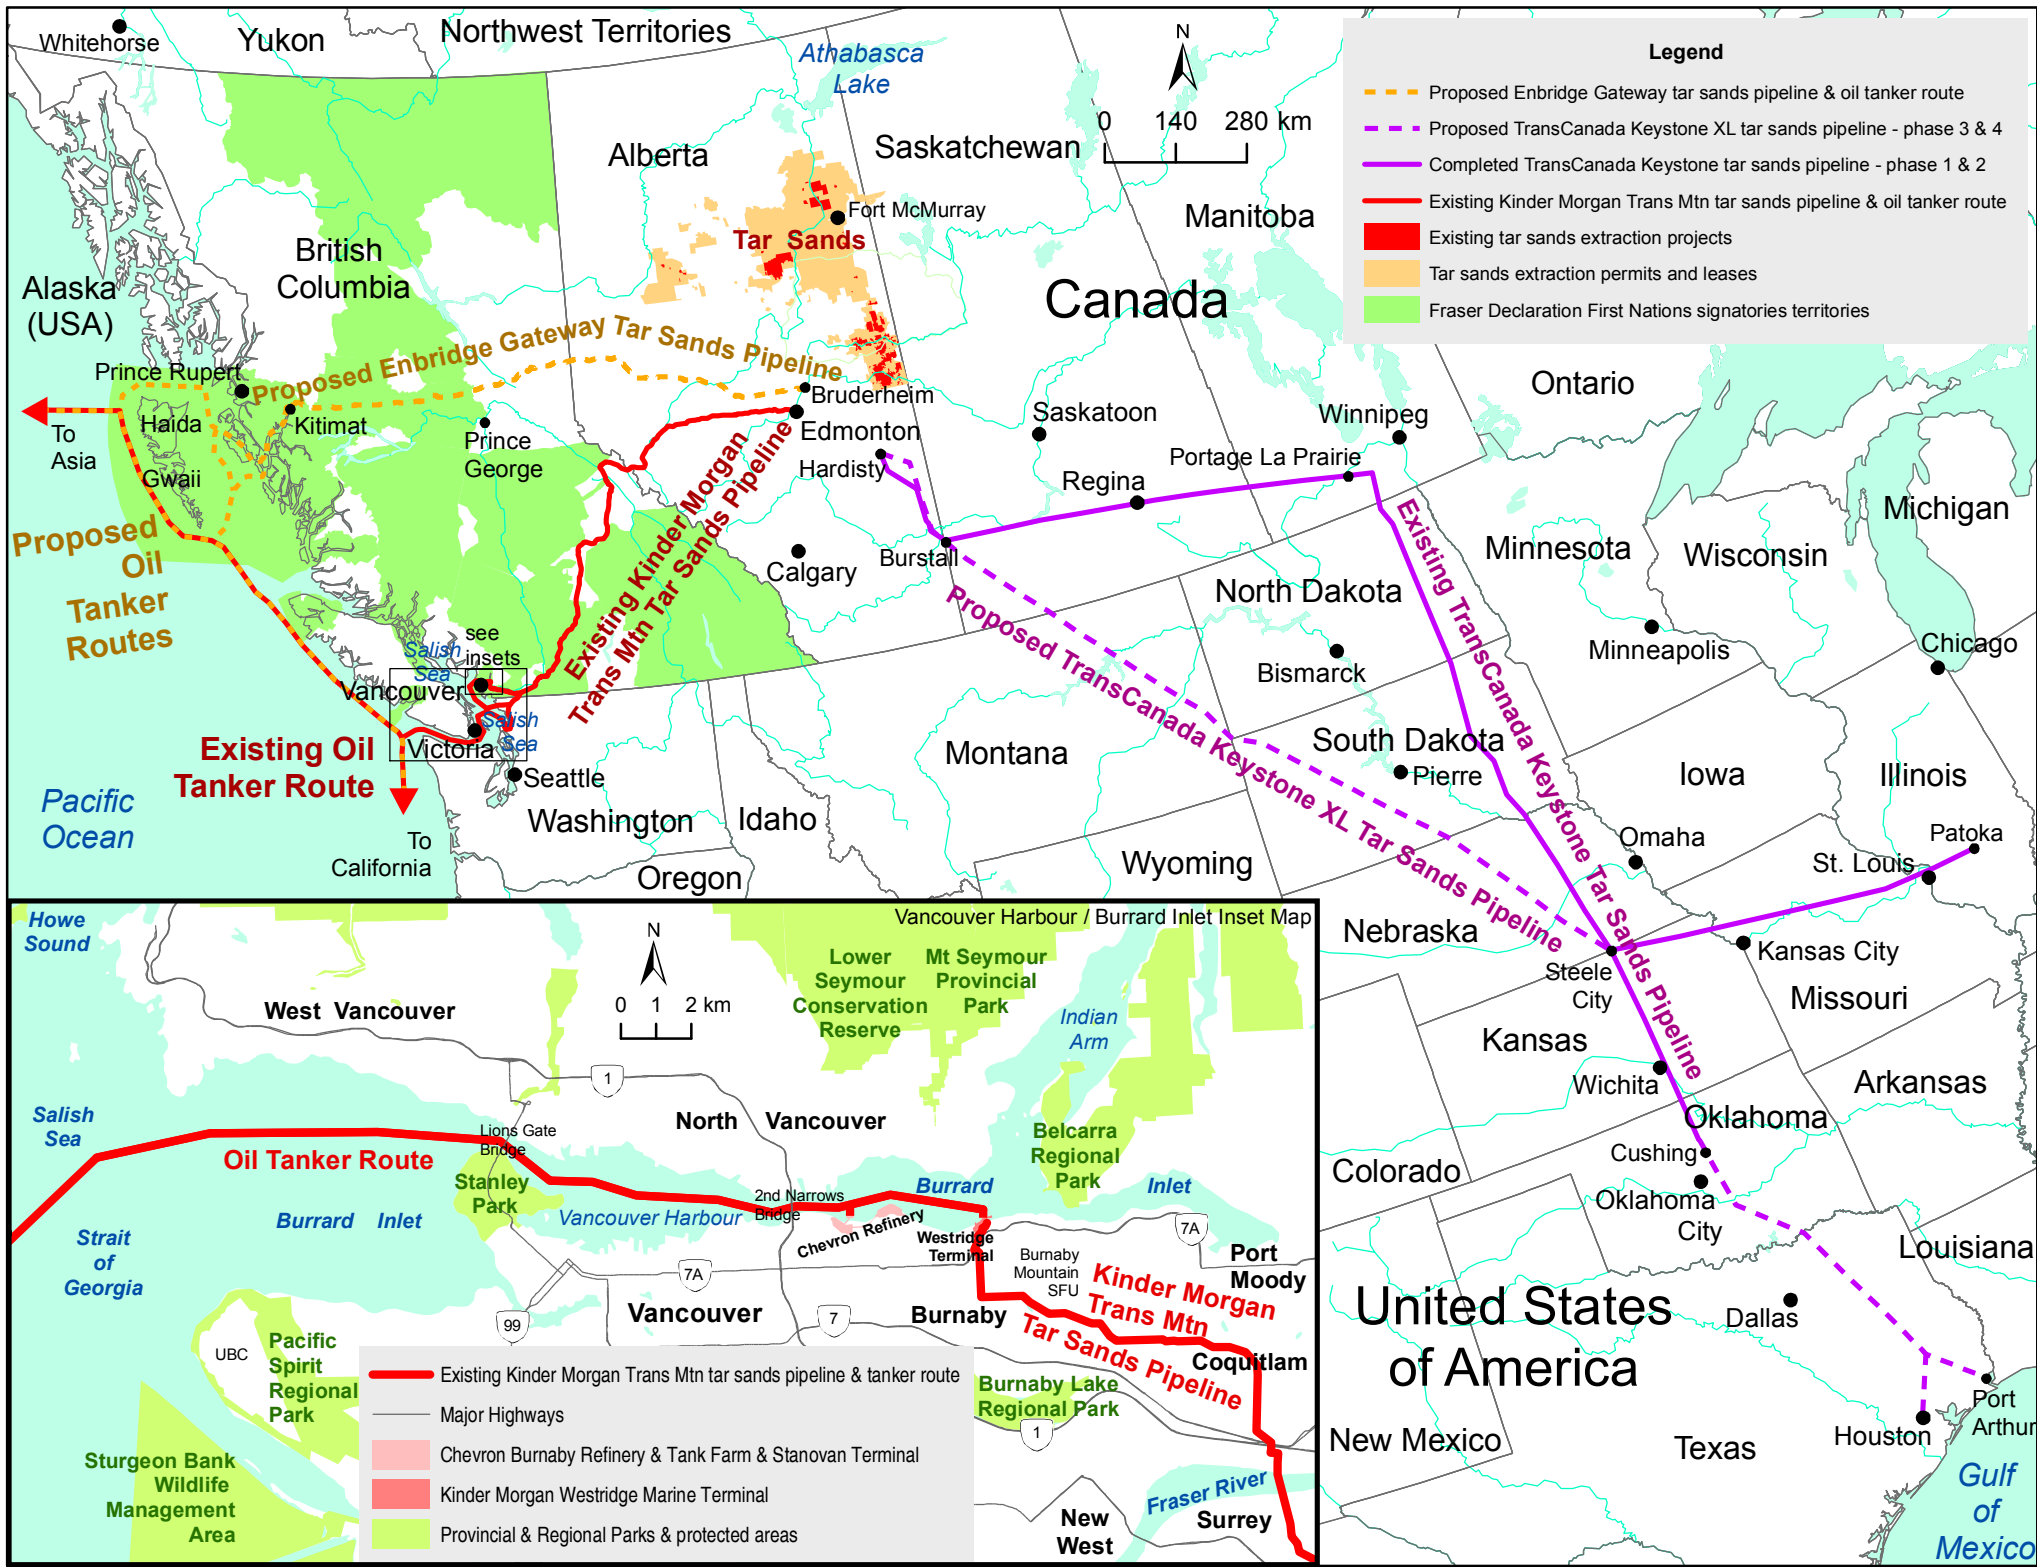 Whitehorse
Yukon
Northwest Territories
Athabasca
Lake
N
0 140 280 km
Legend
Proposed Enbridge Gateway tar sands pipeline & oil tanker route
Proposed TransCanada Keystone XL tar sands pipeline - phase 3 & 4
Completed TransCanada Keystone tar sands pipeline - phase 1 & 2
Existing Kinder Morgan Trans Mtn tar sands pipeline & oil tanker route
Existing tar sands extraction projects
Tar sands extraction permits and leases
Fraser Declaration First Nations signatories territories
Alberta
Saskatchewan
Manitoba
Fort McMurray
Tar Sands
British
Columbia
Canada
Alaska
(USA)
Proposed Enbridge Gateway Tar Sands Pipeline
Prince Rupert
Bruderheim
Ontario
To
Asia
Haida
Gwaii
Kitimat
Prince
George
Edmonton
Hardisty
Saskatoon
Winnipeg
Portage La Prairie
Regina
Michigan
Proposed
Oil
Tanker
Routes
Existing Kinder Morgan
Trans Mtn Tar Sands Pipeline
Calgary
Burstall
Existing TransCanada Keystone Tar Sands Pipeline
Minnesota
Wisconsin
Proposed TransCanada Keystone XL Tar Sands Pipeline
North Dakota
Bismarck
Minneapolis
Chicago
see
insets
Salish
Sea
Vancouver
Salish
Sea
Victoria
Existing Oil
Tanker Route
Seattle
Montana
South Dakota
Pierre
Iowa
Illinois
Pacific
Ocean
Washington
Idaho
To
California
Oregon
Wyoming
Omaha
Patoka
St. Louis
Nebraska
Steele
City
Kansas City
Missouri
Kansas
Wichita
Arkansas
Oklahoma
Cushing
Colorado
Oklahoma
City
Louisiana
United States
of America
Dallas
Port
Arthur
Houston
New Mexico
Texas
Gulf
of
Mexico
Vancouver Harbour / Burrard Inlet Inset Map
Howe
Sound
N
0 1 2 km
Lower
Seymour
Conservation
Reserve
Mt Seymour
Provincial
Park
West Vancouver
Indian
Arm
1
Salish
Sea
North Vancouver
Lions Gate
Bridge
Oil Tanker Route
Belcarra
Regional
Park
Stanley
Park
Burrard Inlet
2nd Narrows
Bridge
Burrard Inlet
Vancouver Harbour
Chevron Refinery
Westridge
Terminal
7A
Strait
of
Georgia
7A
Burnaby
Mountain
SFU
Port
Moody
Kinder Morgan
Trans Mtn
Tar Sands Pipeline
99
Vancouver
7
Burnaby
Coquitlam
UBC
Pacific
Spirit
Regional
Park
Burnaby Lake
Regional Park
1
Sturgeon Bank
Wildlife
Management
Area
Fraser River
New
West
Surrey
Existing Kinder Morgan Trans Mtn tar sands pipeline & tanker route
Major Highways
Chevron Burnaby Refinery & Tank Farm & Stanovan Terminal
Kinder Morgan Westridge Marine Terminal
Provincial & Regional Parks & protected areas